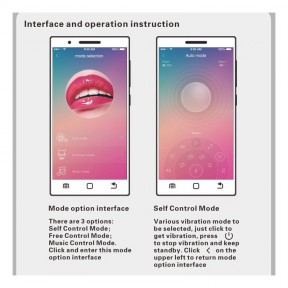 Interface and operation instruction
mode selection
Auto mode
Mode option interface
There are 3 options:
Self Control Mode;
Free Control Mode;
Music Control Mode.
Click and enter this mode
option interface
Self Control Mode
Various vibration mode to
be selected, just click to
get vibration, press
to stop vibration and keep
standby. Click < on the
upper left to return mode
option interface